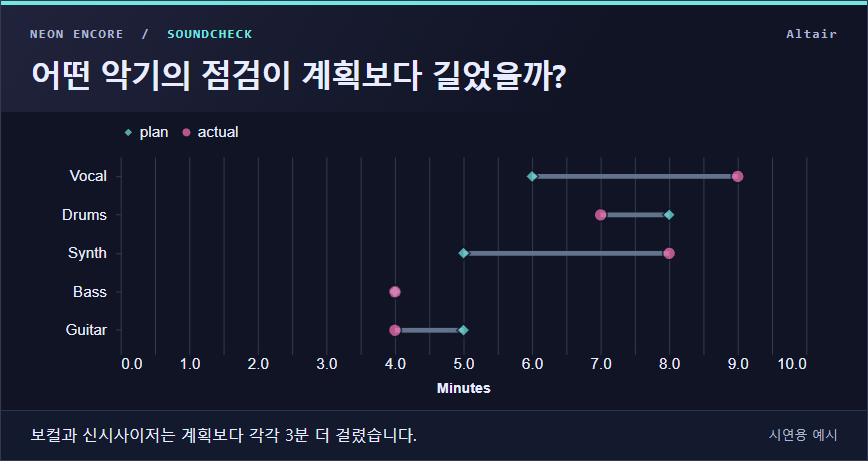 NEON ENCORE / SOUNDCHECK
Altair
어떤 악기의 점검이 계획보다 길었을까?
plan actual
Vocal
Drums
Synth
Bass
Guitar
0.0 1.0 2.0 3.0 4.0 5.0 6.0 7.0 8.0 9.0 10.0
Minutes
보컬과 신시사이저는 계획보다 각각 3분 더 걸렸습니다.
시연용 예시